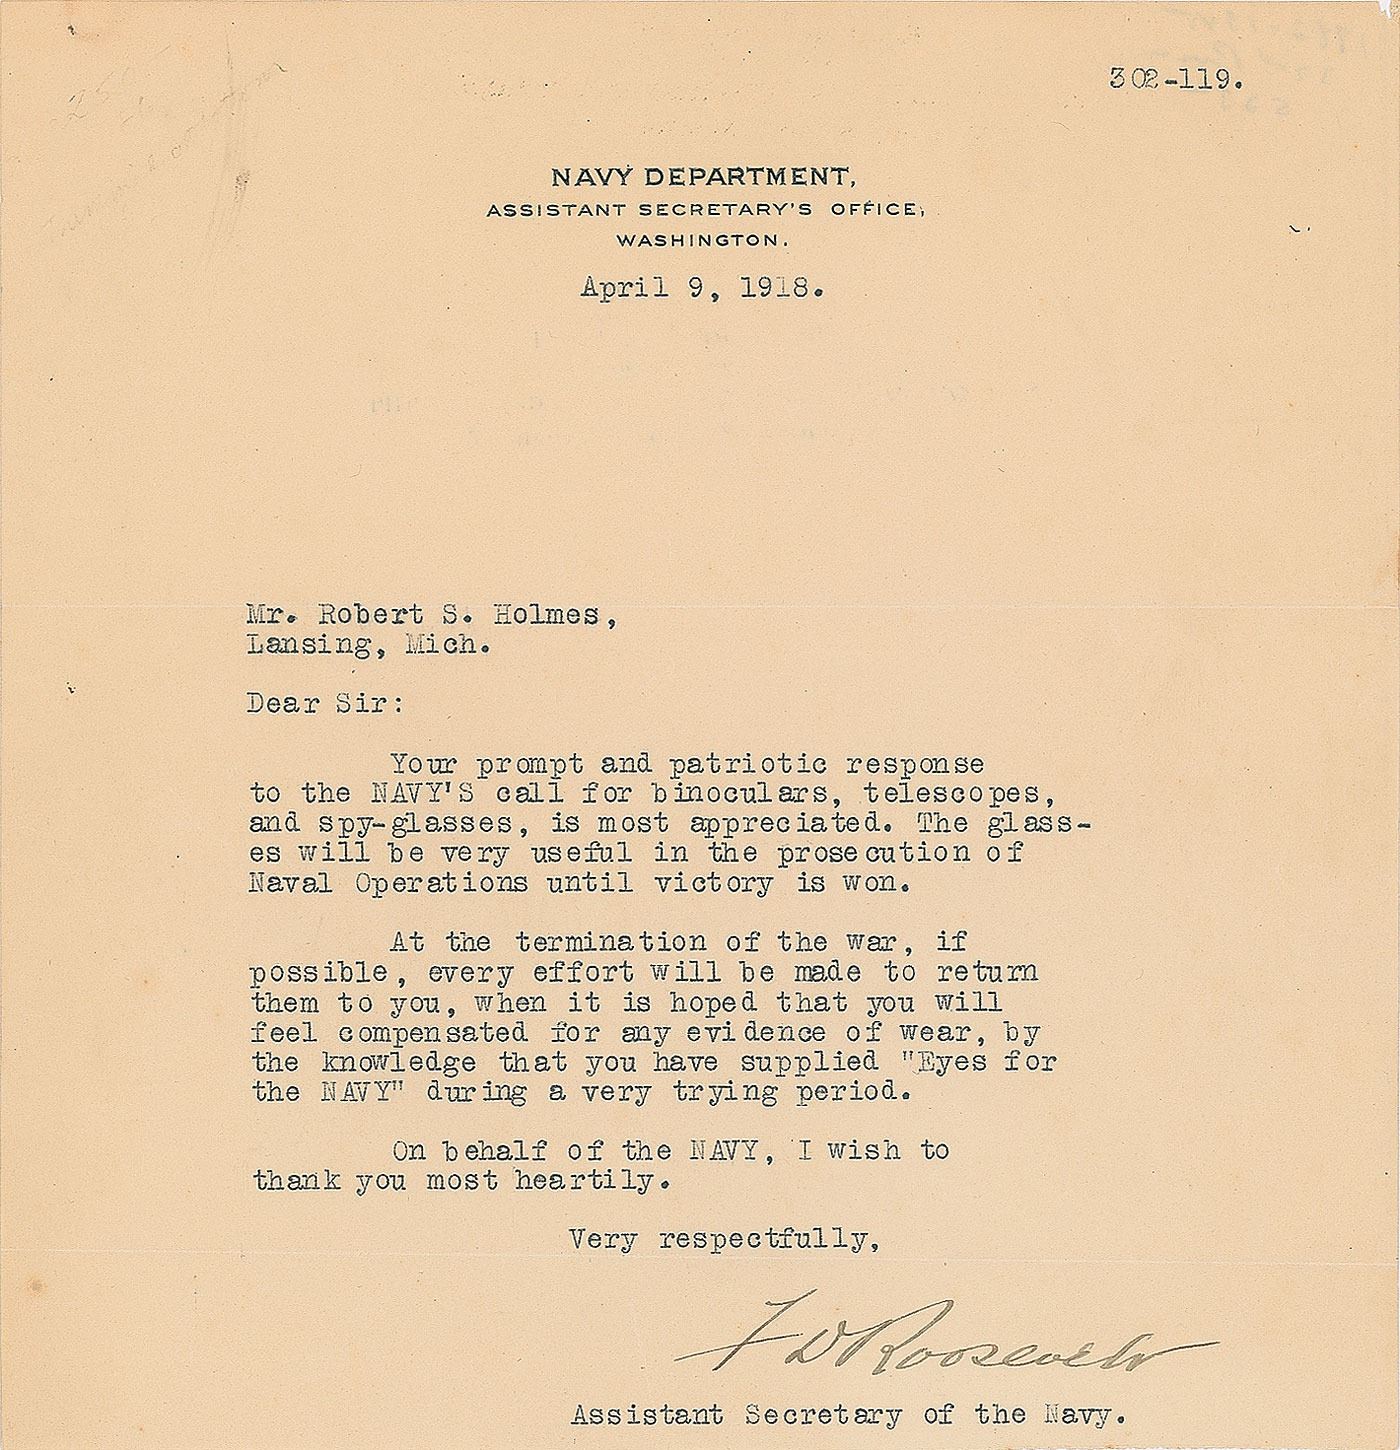 302-119.
NAVY DEPARTMENT,
ASSISTANT SECRETARY'S OFFICE,
WASHINGTON.
April 9, 1918.
Mr. Robert S. Holmes,
Lansing, Mich.
Dear Sir:
Your prompt and patriotic response
to the NAVY'S call for binoculars, telescopes,
and spy-glasses, is most appreciated. The glass-
es will be very useful in the prosecution of
Naval Operations until victory is won.
At the termination of the war, if
possible, every effort will be made to return
them to you, when it is hoped that you will
feel compensated for any evidence of wear, by
the knowledge that you have supplied "Eyes for
the NAVY" during a very trying period.
On behalf of the NAVY, I wish to
thank you most heartily.
Very respectfully,
F D Roosevelt
Assistant Secretary of the Navy.